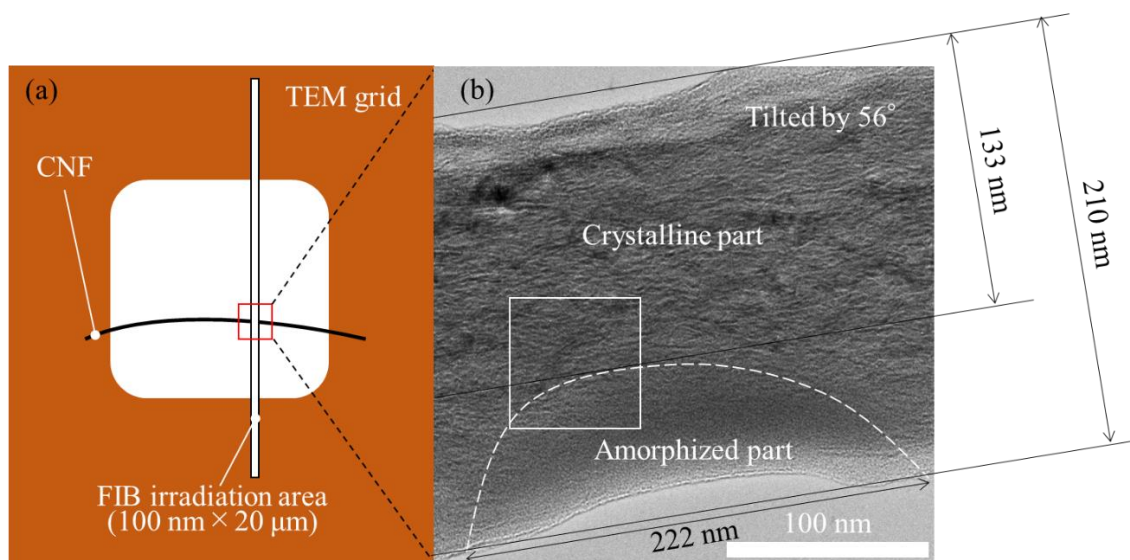 (a)
TEM grid
CNF
FIB irradiation area
(100 nm × 20 μm)
(b)
Tilted by 56°
Crystalline part
Amorphized part
222 nm
100 nm
133 nm
210 nm